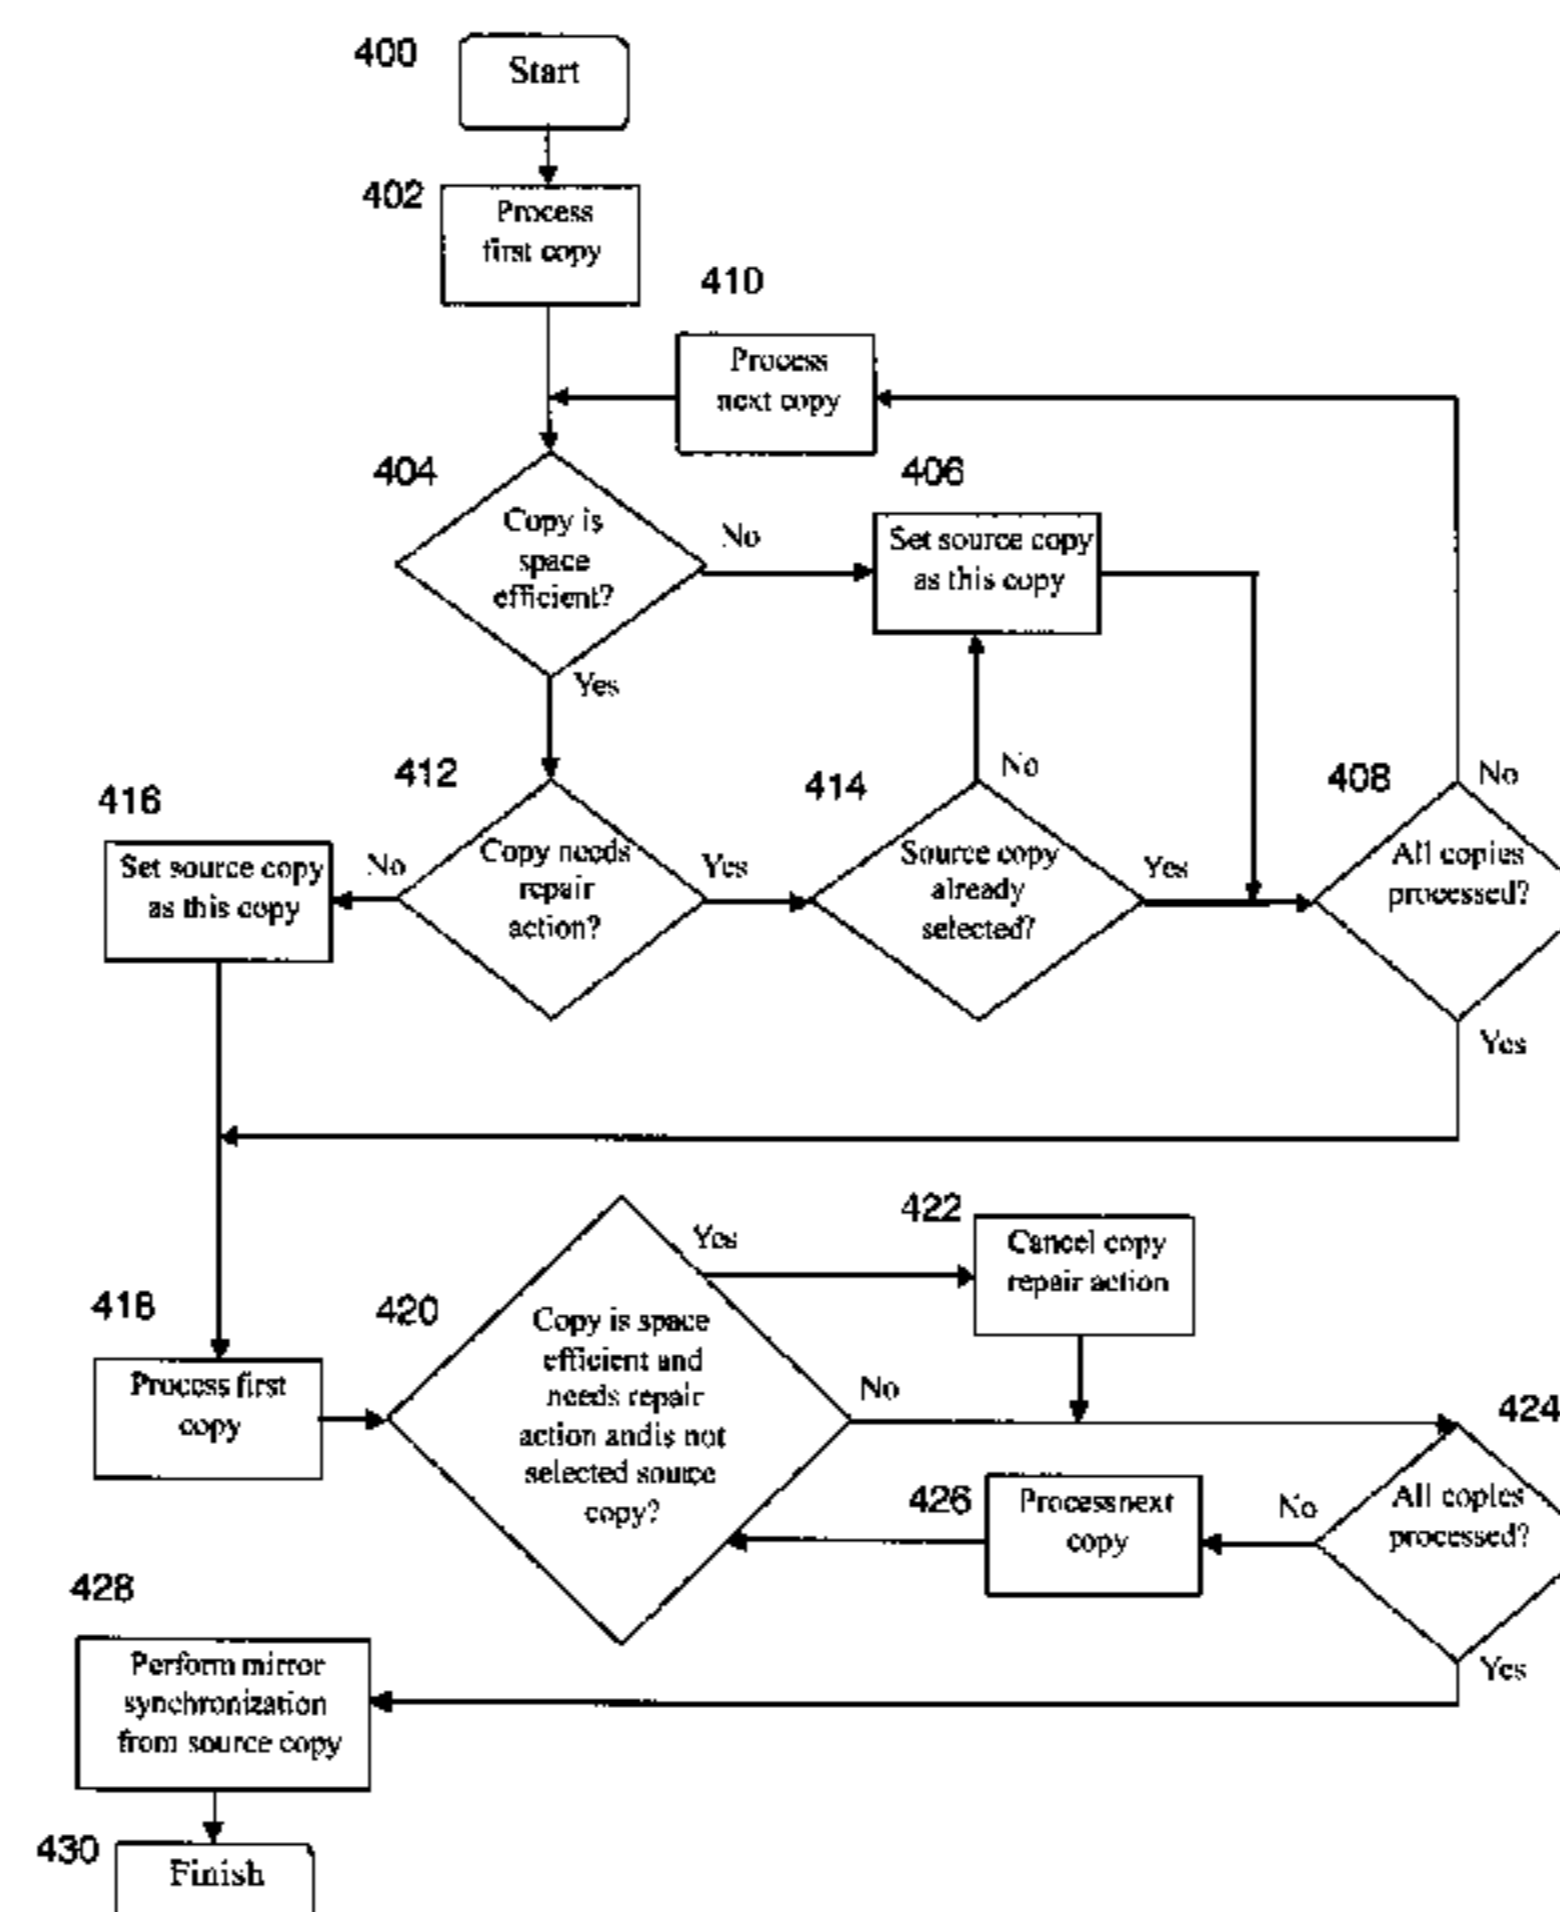 400
Start
402
Process
first copy
410
Process
next copy
404
Copy is
space
efficient?
No
406
Set source copy
as this copy
Yes
412
Copy needs
repair
action?
No
Yes
416
Set source copy
as this copy
414
Source copy
already
selected?
No
Yes
408
All copies
processed?
No
Yes
418
Process first
copy
420
Copy is space
efficient and
needs repair
action andis not
selected source
copy?
Yes
No
422
Cancel copy
repair action
424
All copies
processed?
No
Yes
426
Processnext
copy
428
Perform mirror
synchronization
from source copy
430
Finish